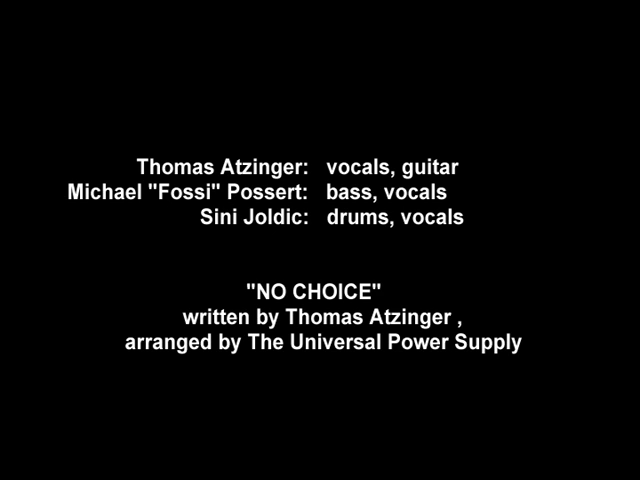 Thomas Atzinger: vocals, guitar
Michael "Fossi" Possert: bass, vocals
Sini Joldic: drums, vocals
"NO CHOICE"
written by Thomas Atzinger ,
arranged by The Universal Power Supply